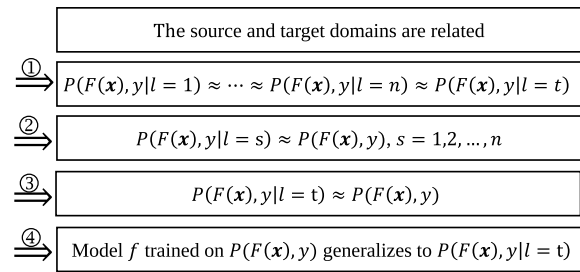 The source and target domains are related
① ⟹ P(F(𝒙), y|l = 1) ≈ ⋯ ≈ P(F(𝒙), y|l = n) ≈ P(F(𝒙), y|l = t)
② ⟹ P(F(𝒙), y|l = s) ≈ P(F(𝒙), y), s = 1,2, … , n
③ ⟹ P(F(𝒙), y|l = t) ≈ P(F(𝒙), y)
④ ⟹ Model f trained on P(F(𝒙), y) generalizes to P(F(𝒙), y|l = t)